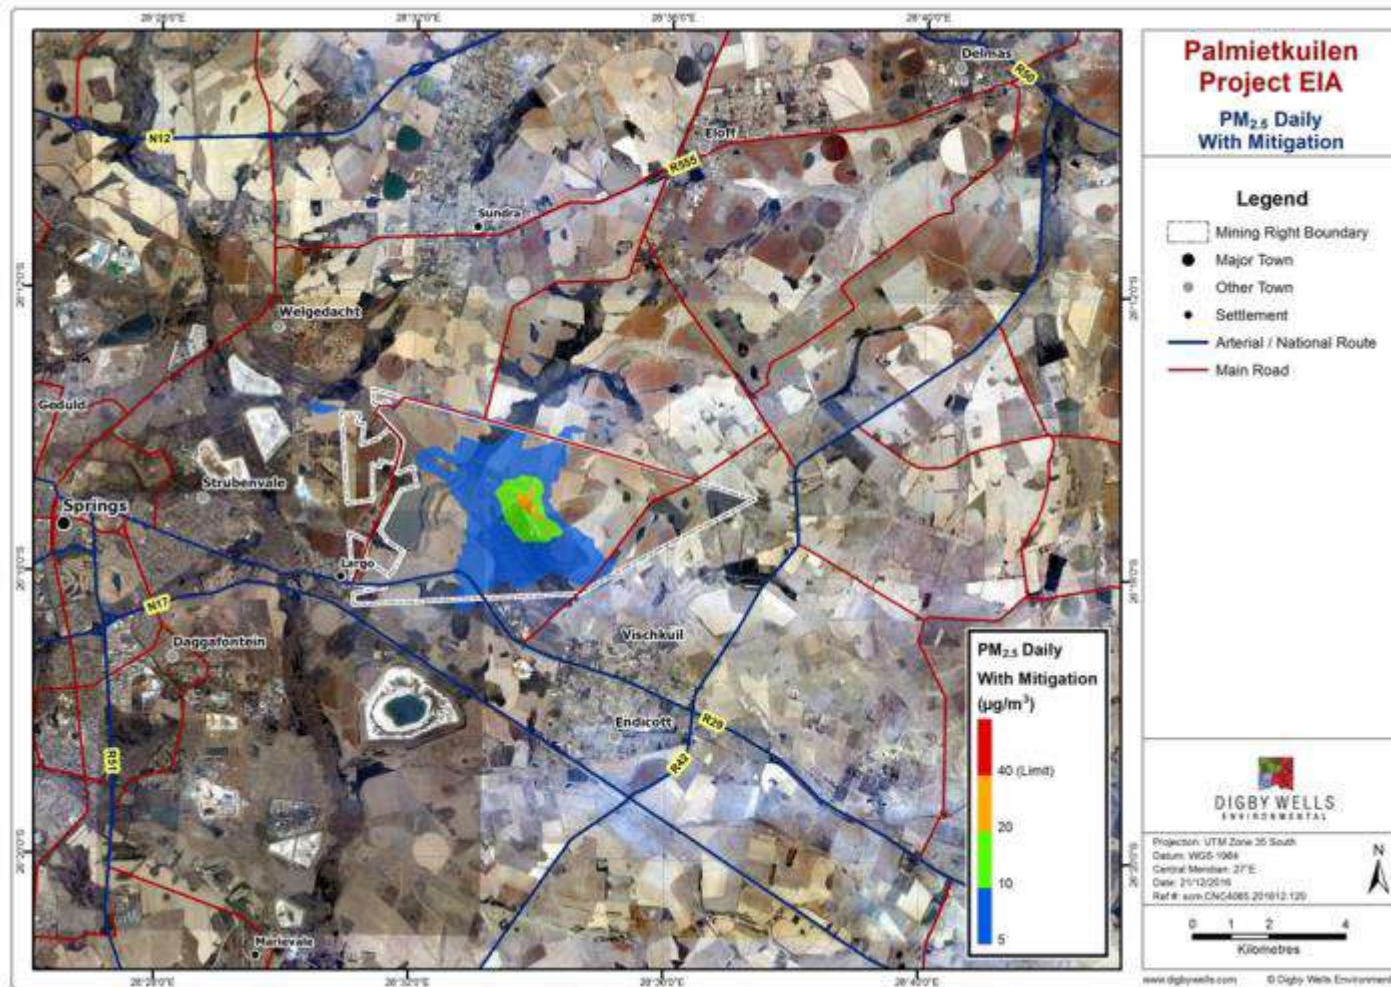 Palmietkuilen
Project EIA
PM2.5 Daily
With Mitigation
Legend
Mining Right Boundary
Major Town
Other Town
Settlement
Arterial / National Route
Main Road
Delmas
R50
N12
Eloff
R555
Sundra
Welgedacht
Geduld
Strubenvale
Springs
Largo
N17
Daggafontein
Vischkuil
Endicott
R29
R42
R51
Marievale
PM2.5 Daily
With Mitigation
(µg/m³)
40 (Limit)
20
10
5
DIGBY WELLS
ENVIRONMENTAL
Projection: UTM Zone 35 South
Datum: WGS 1984
Central Meridian: 27°E
Date: 21/12/2016
N
0 1 2 4
Kilometres
www.digbywells.com © Digby Wells Environment